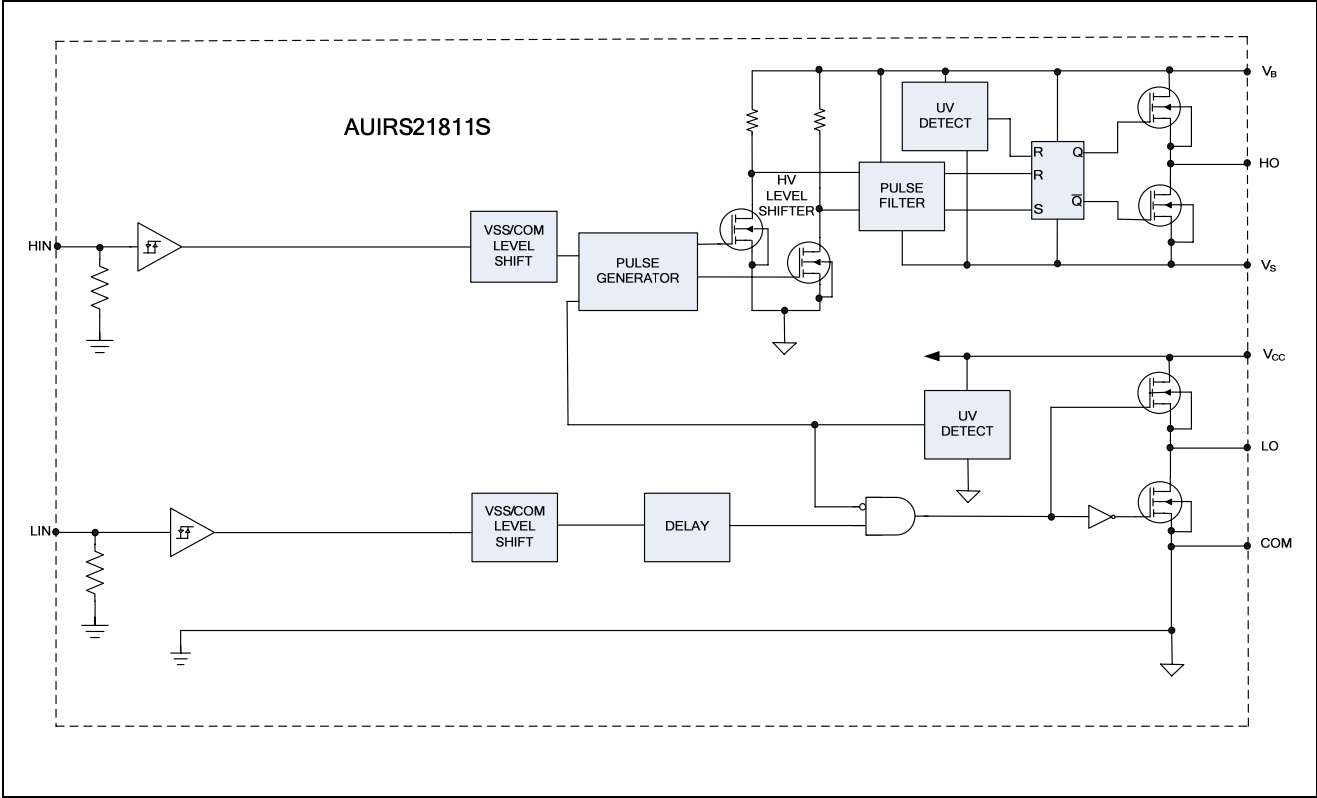 AUIRS21811S
HIN
VSS/COM
LEVEL
SHIFT
PULSE
GENERATOR
HV
LEVEL
SHIFTER
PULSE
FILTER
UV
DETECT
R
R
S
Q
Q̅
VB
HO
VS
VCC
UV
DETECT
LO
LIN
VSS/COM
LEVEL
SHIFT
DELAY
COM